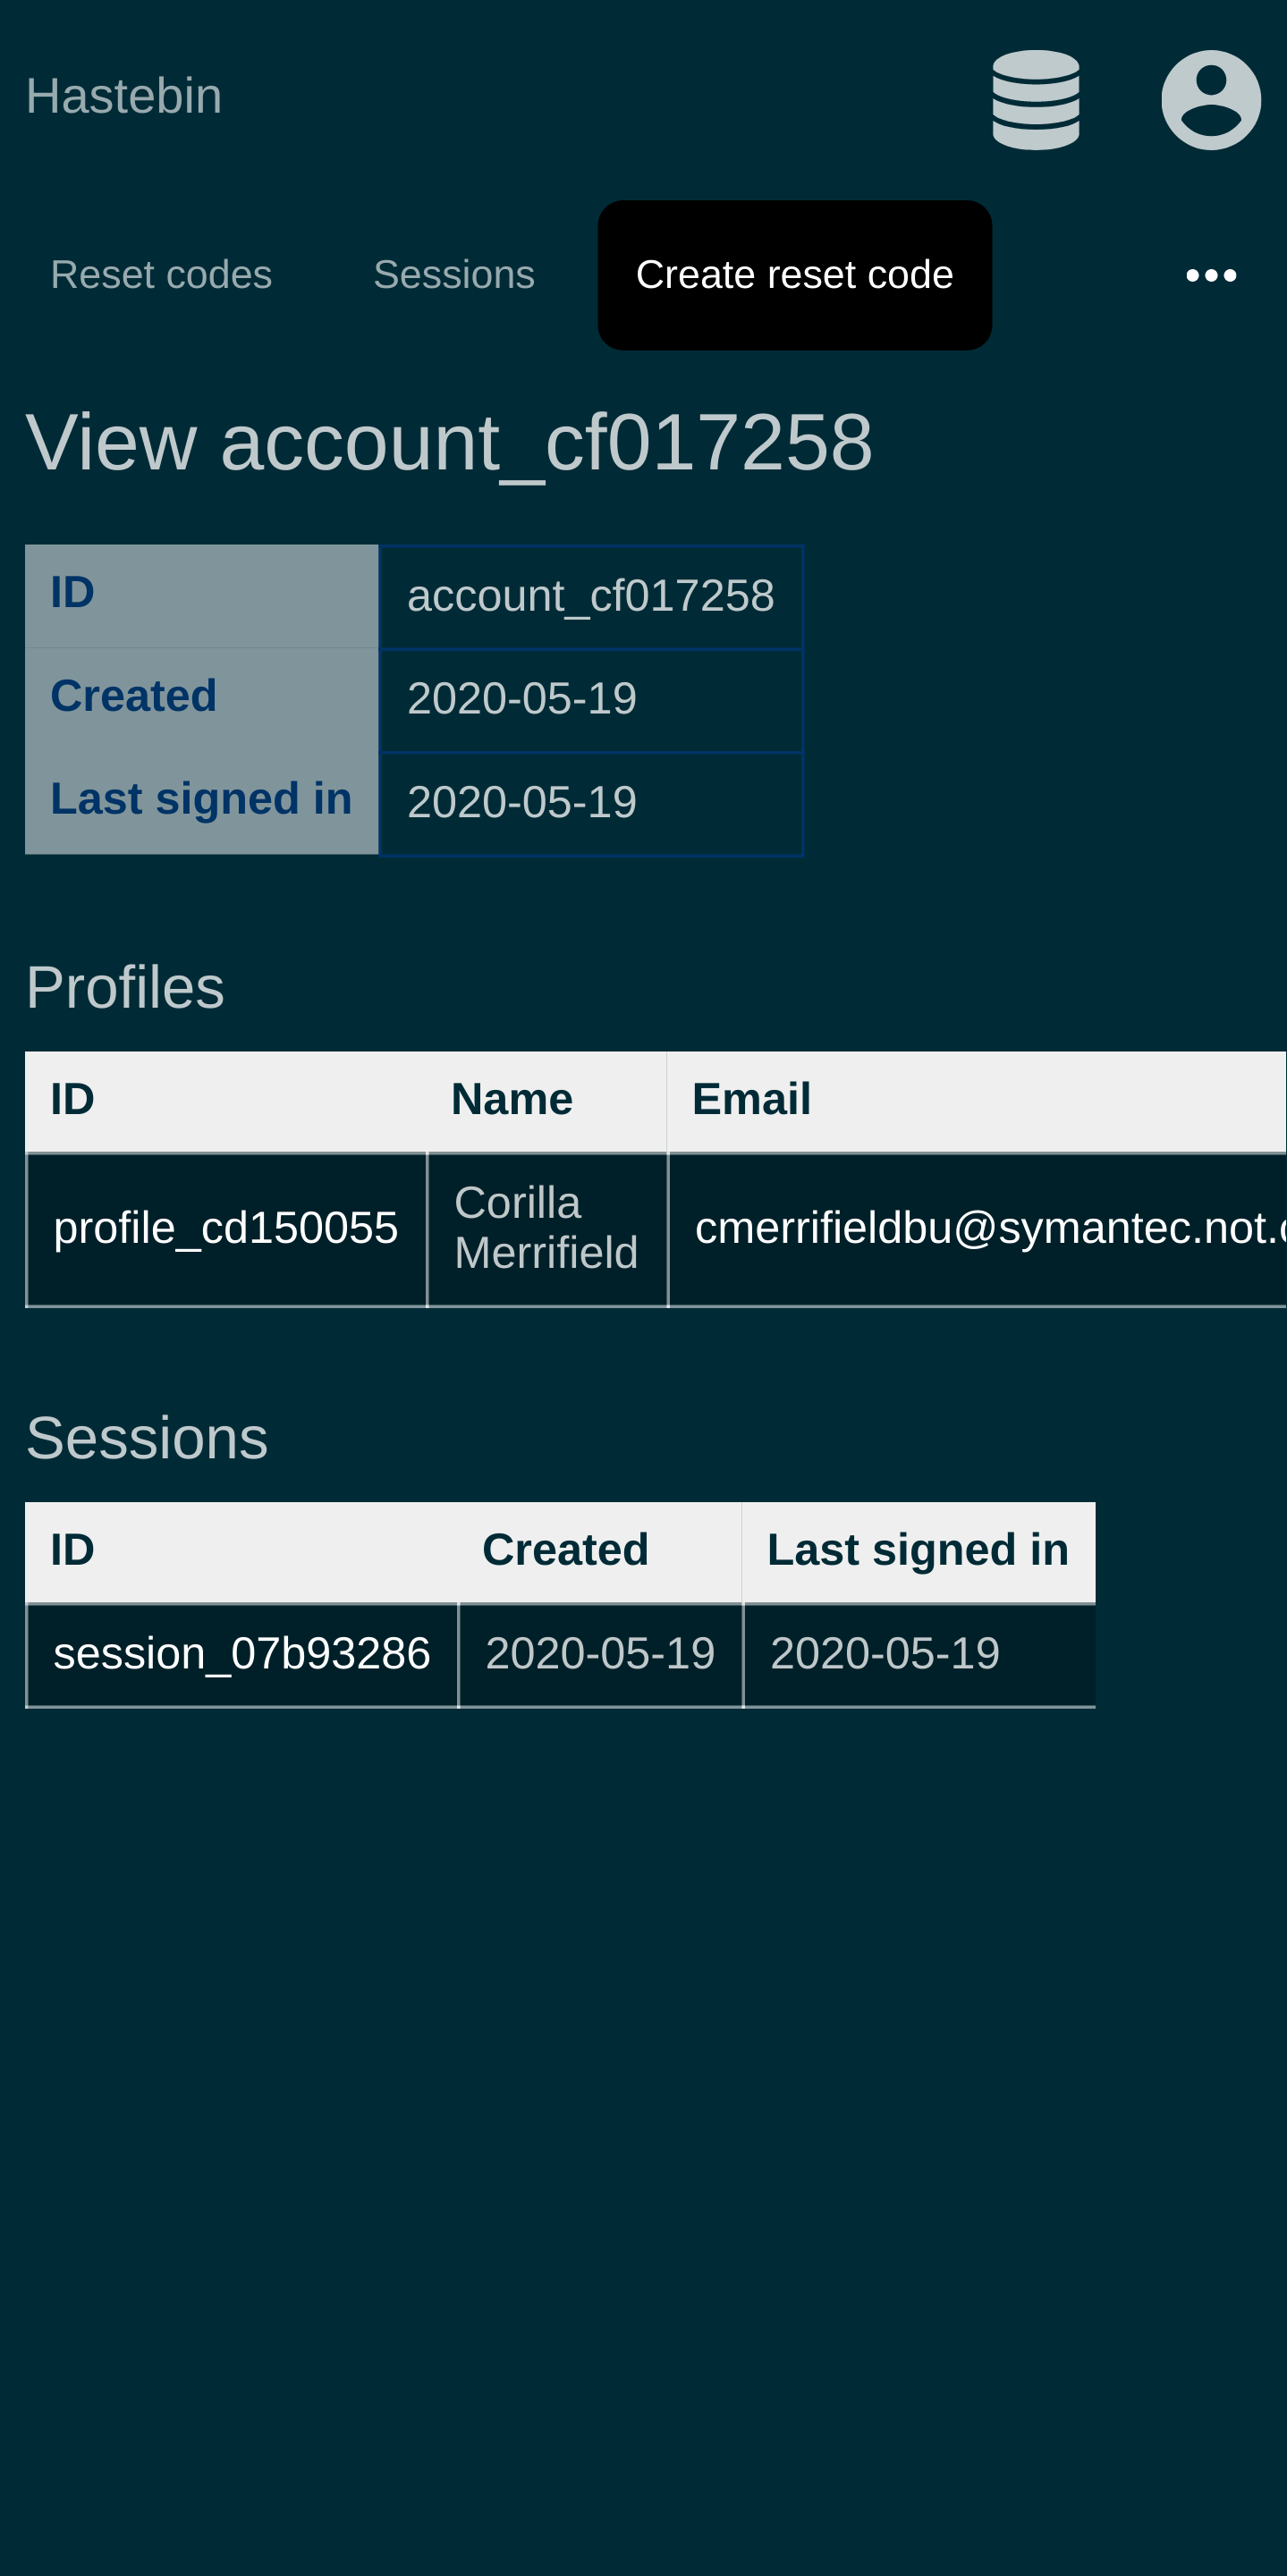 Hastebin
Reset codes Sessions Create reset code
View account_cf017258
ID account_cf017258
Created 2020-05-19
Last signed in 2020-05-19
Profiles
ID Name Email
profile_cd150055 Corilla Merrifield cmerrifieldbu@symantec.not.
Sessions
ID Created Last signed in
session_07b93286 2020-05-19 2020-05-19